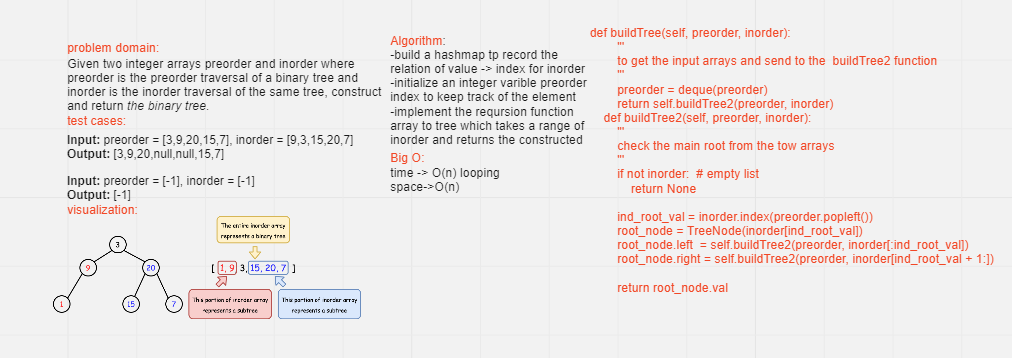 problem domain:
Given two integer arrays preorder and inorder where
preorder is the preorder traversal of a binary tree and
inorder is the inorder traversal of the same tree, construct
and return the binary tree.
test cases:
Input: preorder = [3,9,20,15,7], inorder = [9,3,15,20,7]
Output: [3,9,20,null,null,15,7]
Input: preorder = [-1], inorder = [-1]
Output: [-1]
visualization:
3
9
20
1
15
7
The entire inorder array
represents a binary tree
[ 1, 9 3, 15, 20, 7 ]
This portion of inorder array
represents a subtree
This portion of inorder array
represents a subtree
Algorithm:
-build a hashmap tp record the
relation of value -> index for inorder
-initialize an integer varible preorder
index to keep track of the element
-implement the reqursion function
array to tree which takes a range of
inorder and returns the constructed
Big O:
time -> O(n) looping
space->O(n)
def buildTree(self, preorder, inorder):
'''
to get the input arrays and send to the buildTree2 function
'''
preorder = deque(preorder)
return self.buildTree2(preorder, inorder)
def buildTree2(self, preorder, inorder):
'''
check the main root from the tow arrays
'''
if not inorder: # empty list
return None
ind_root_val = inorder.index(preorder.popleft())
root_node = TreeNode(inorder[ind_root_val])
root_node.left = self.buildTree2(preorder, inorder[:ind_root_val])
root_node.right = self.buildTree2(preorder, inorder[ind_root_val + 1:])
return root_node.val